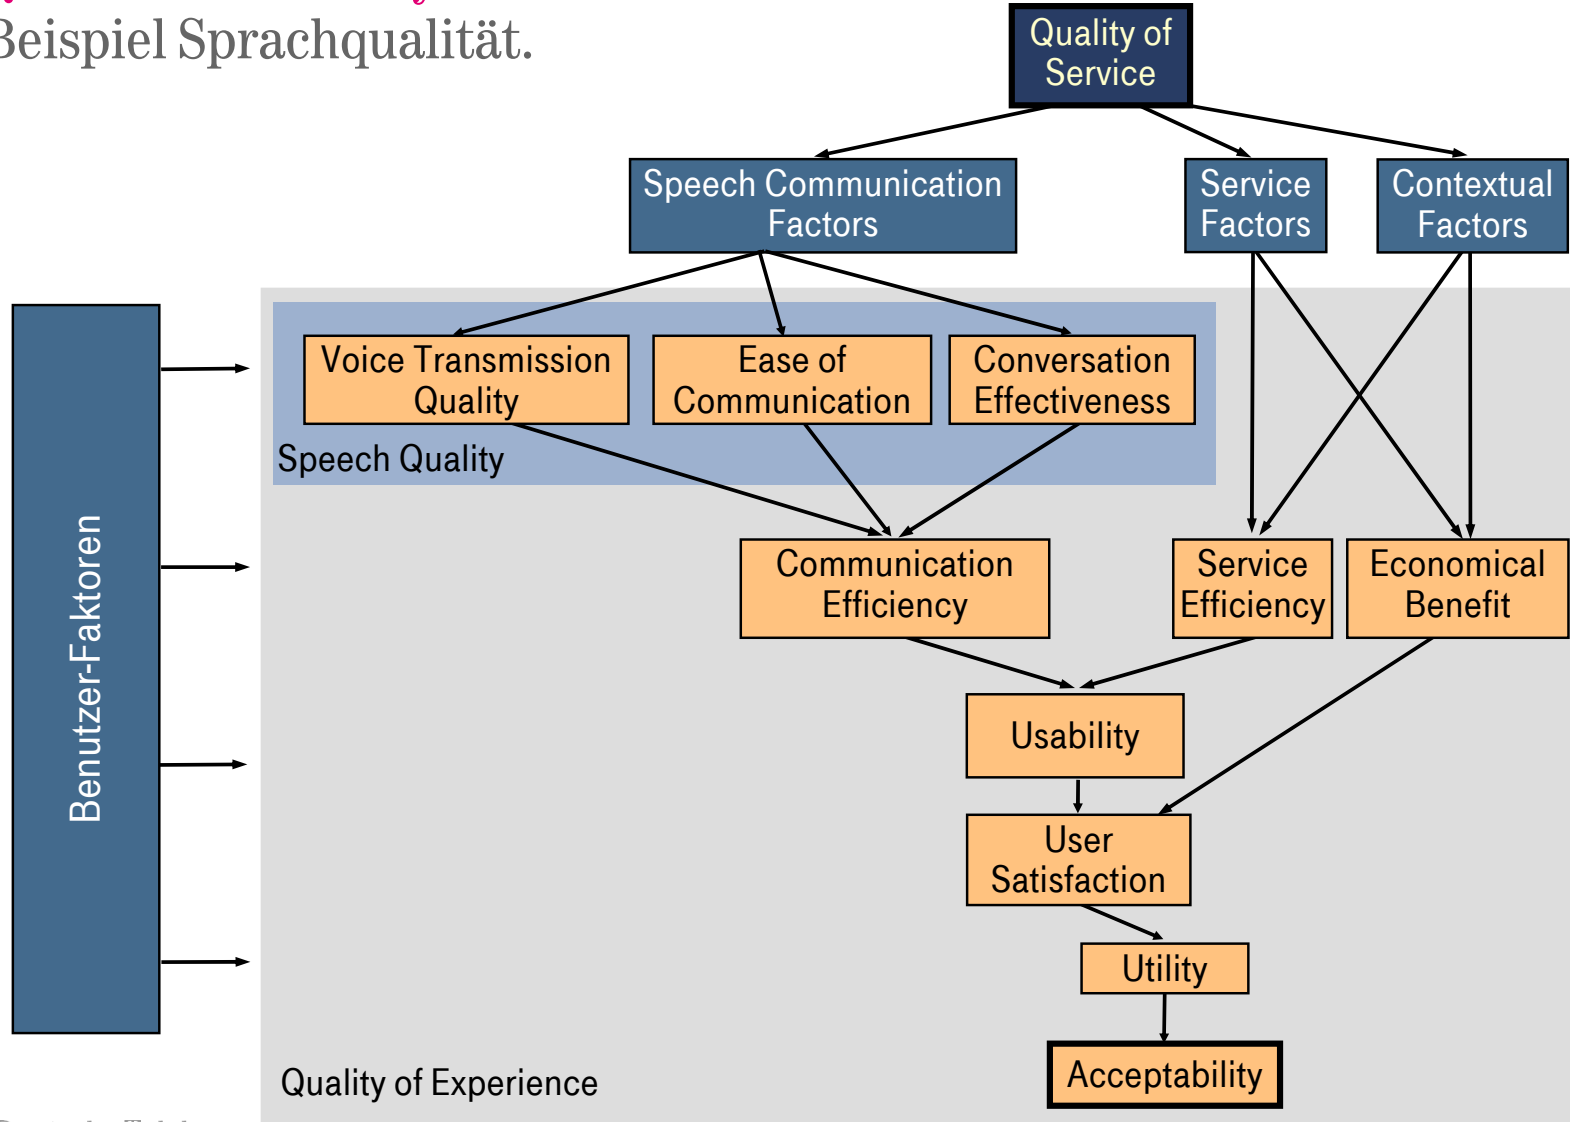 Beispiel Sprachqualität.
Quality of
Service
Speech Communication
Factors
Service
Factors
Contextual
Factors
Benutzer-Faktoren
Voice Transmission
Quality
Ease of
Communication
Conversation
Effectiveness
Speech Quality
Communication
Efficiency
Service
Efficiency
Economical
Benefit
Usability
User
Satisfaction
Utility
Acceptability
Quality of Experience